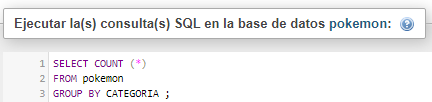 Ejecutar la(s) consulta(s) SQL en la base de datos pokemon:
1 SELECT COUNT (*)
2 FROM pokemon
3 GROUP BY CATEGORIA ;